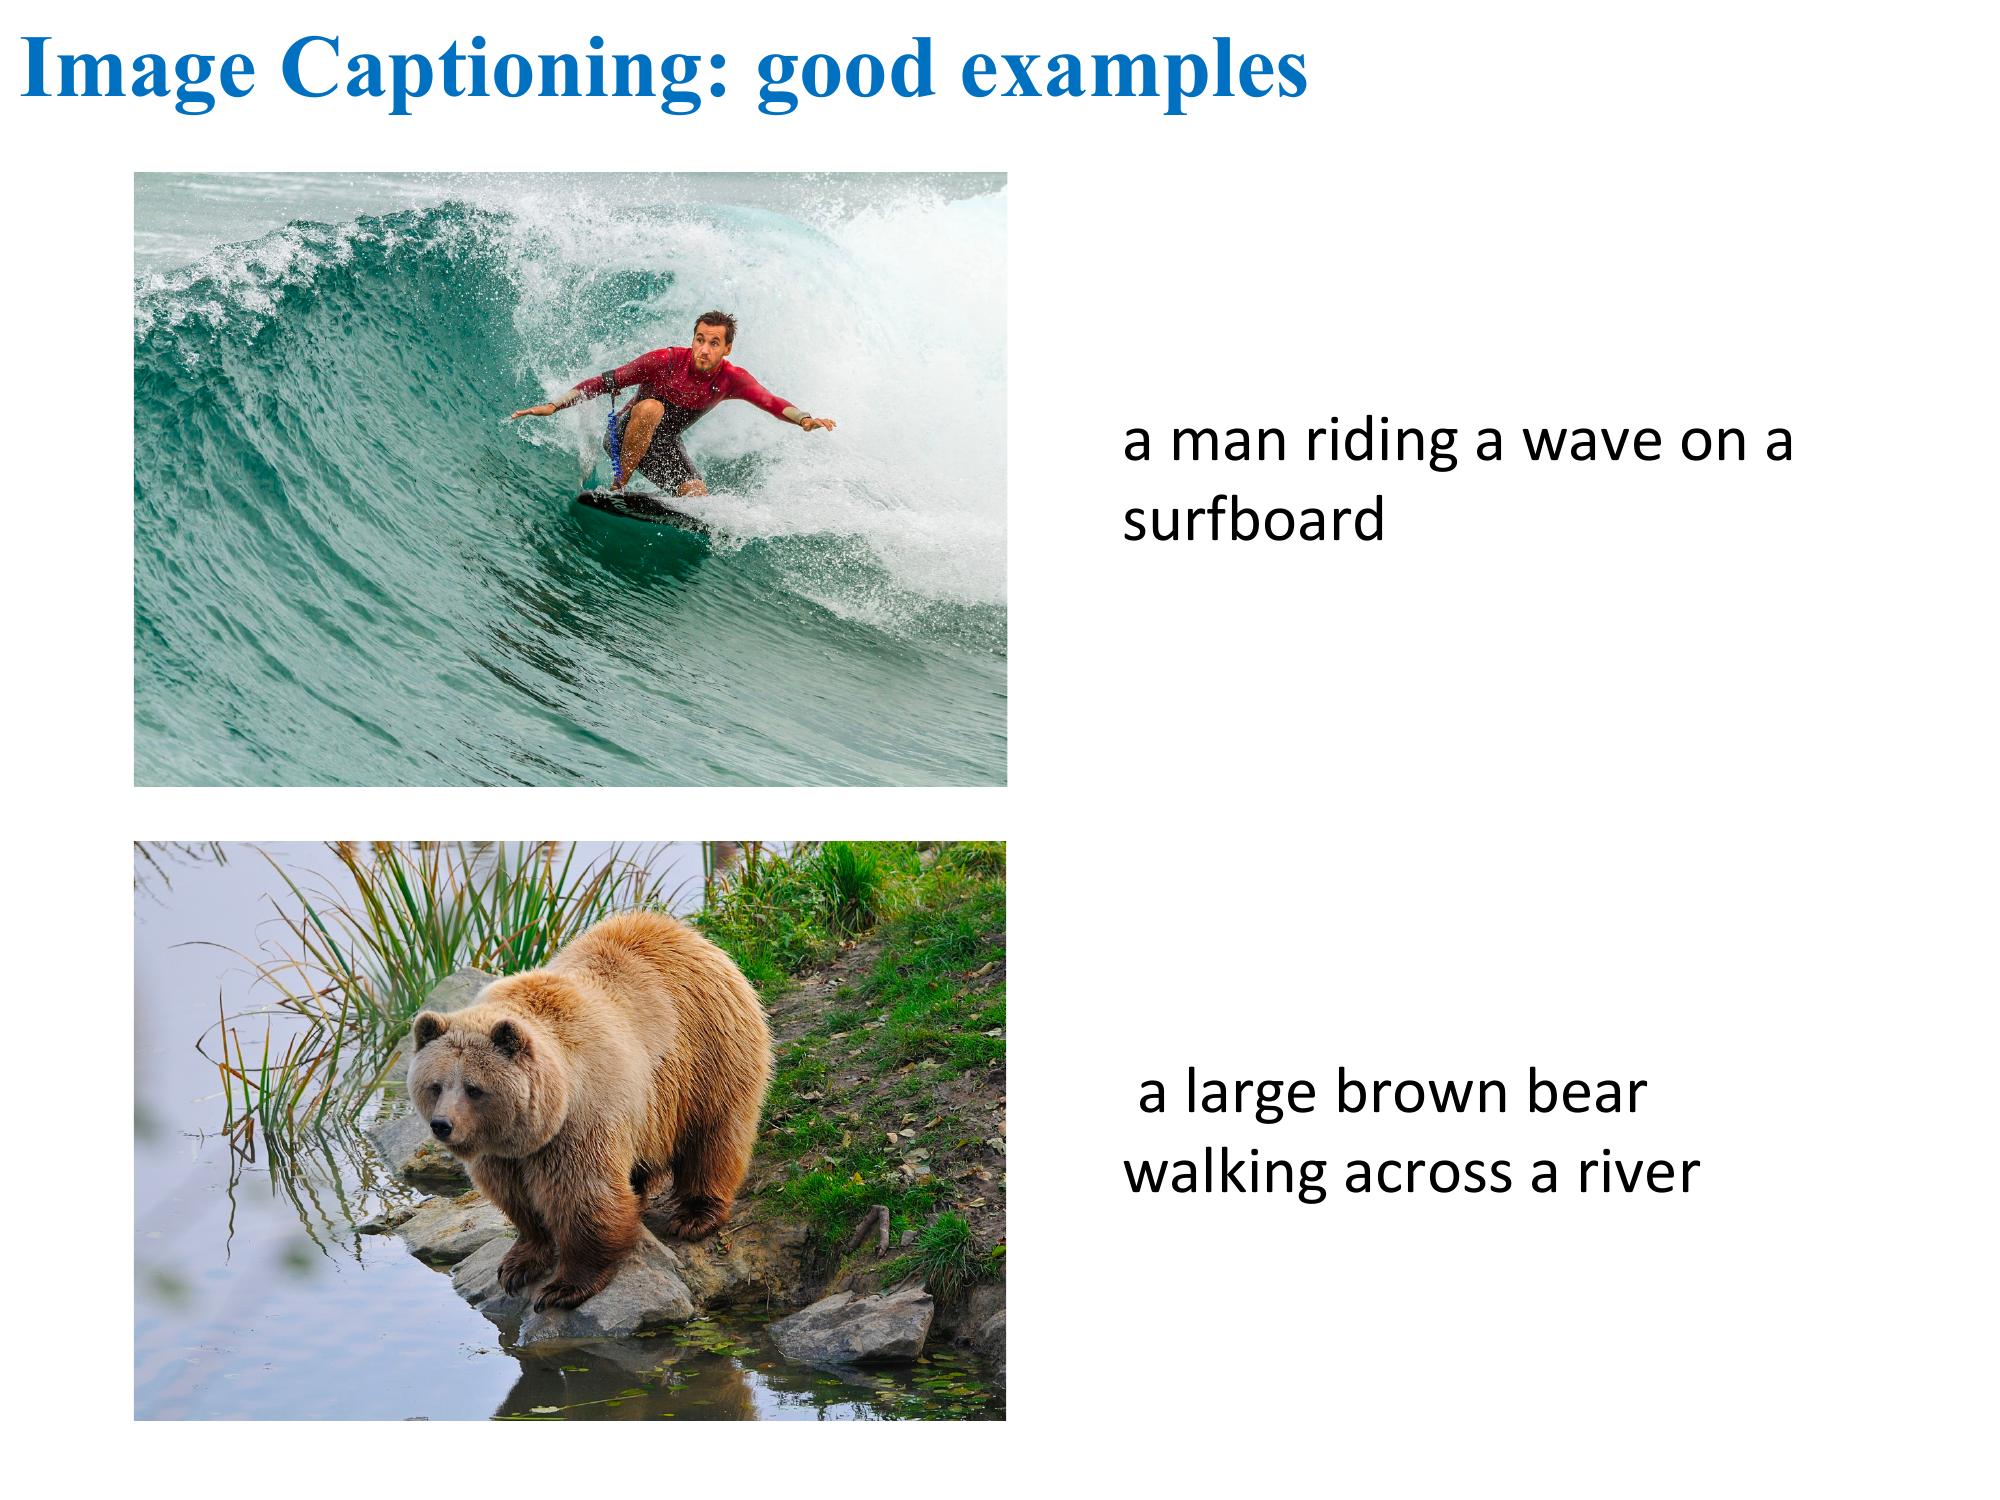 Image Captioning: good examples
a man riding a wave on a
surfboard
a large brown bear
walking across a river